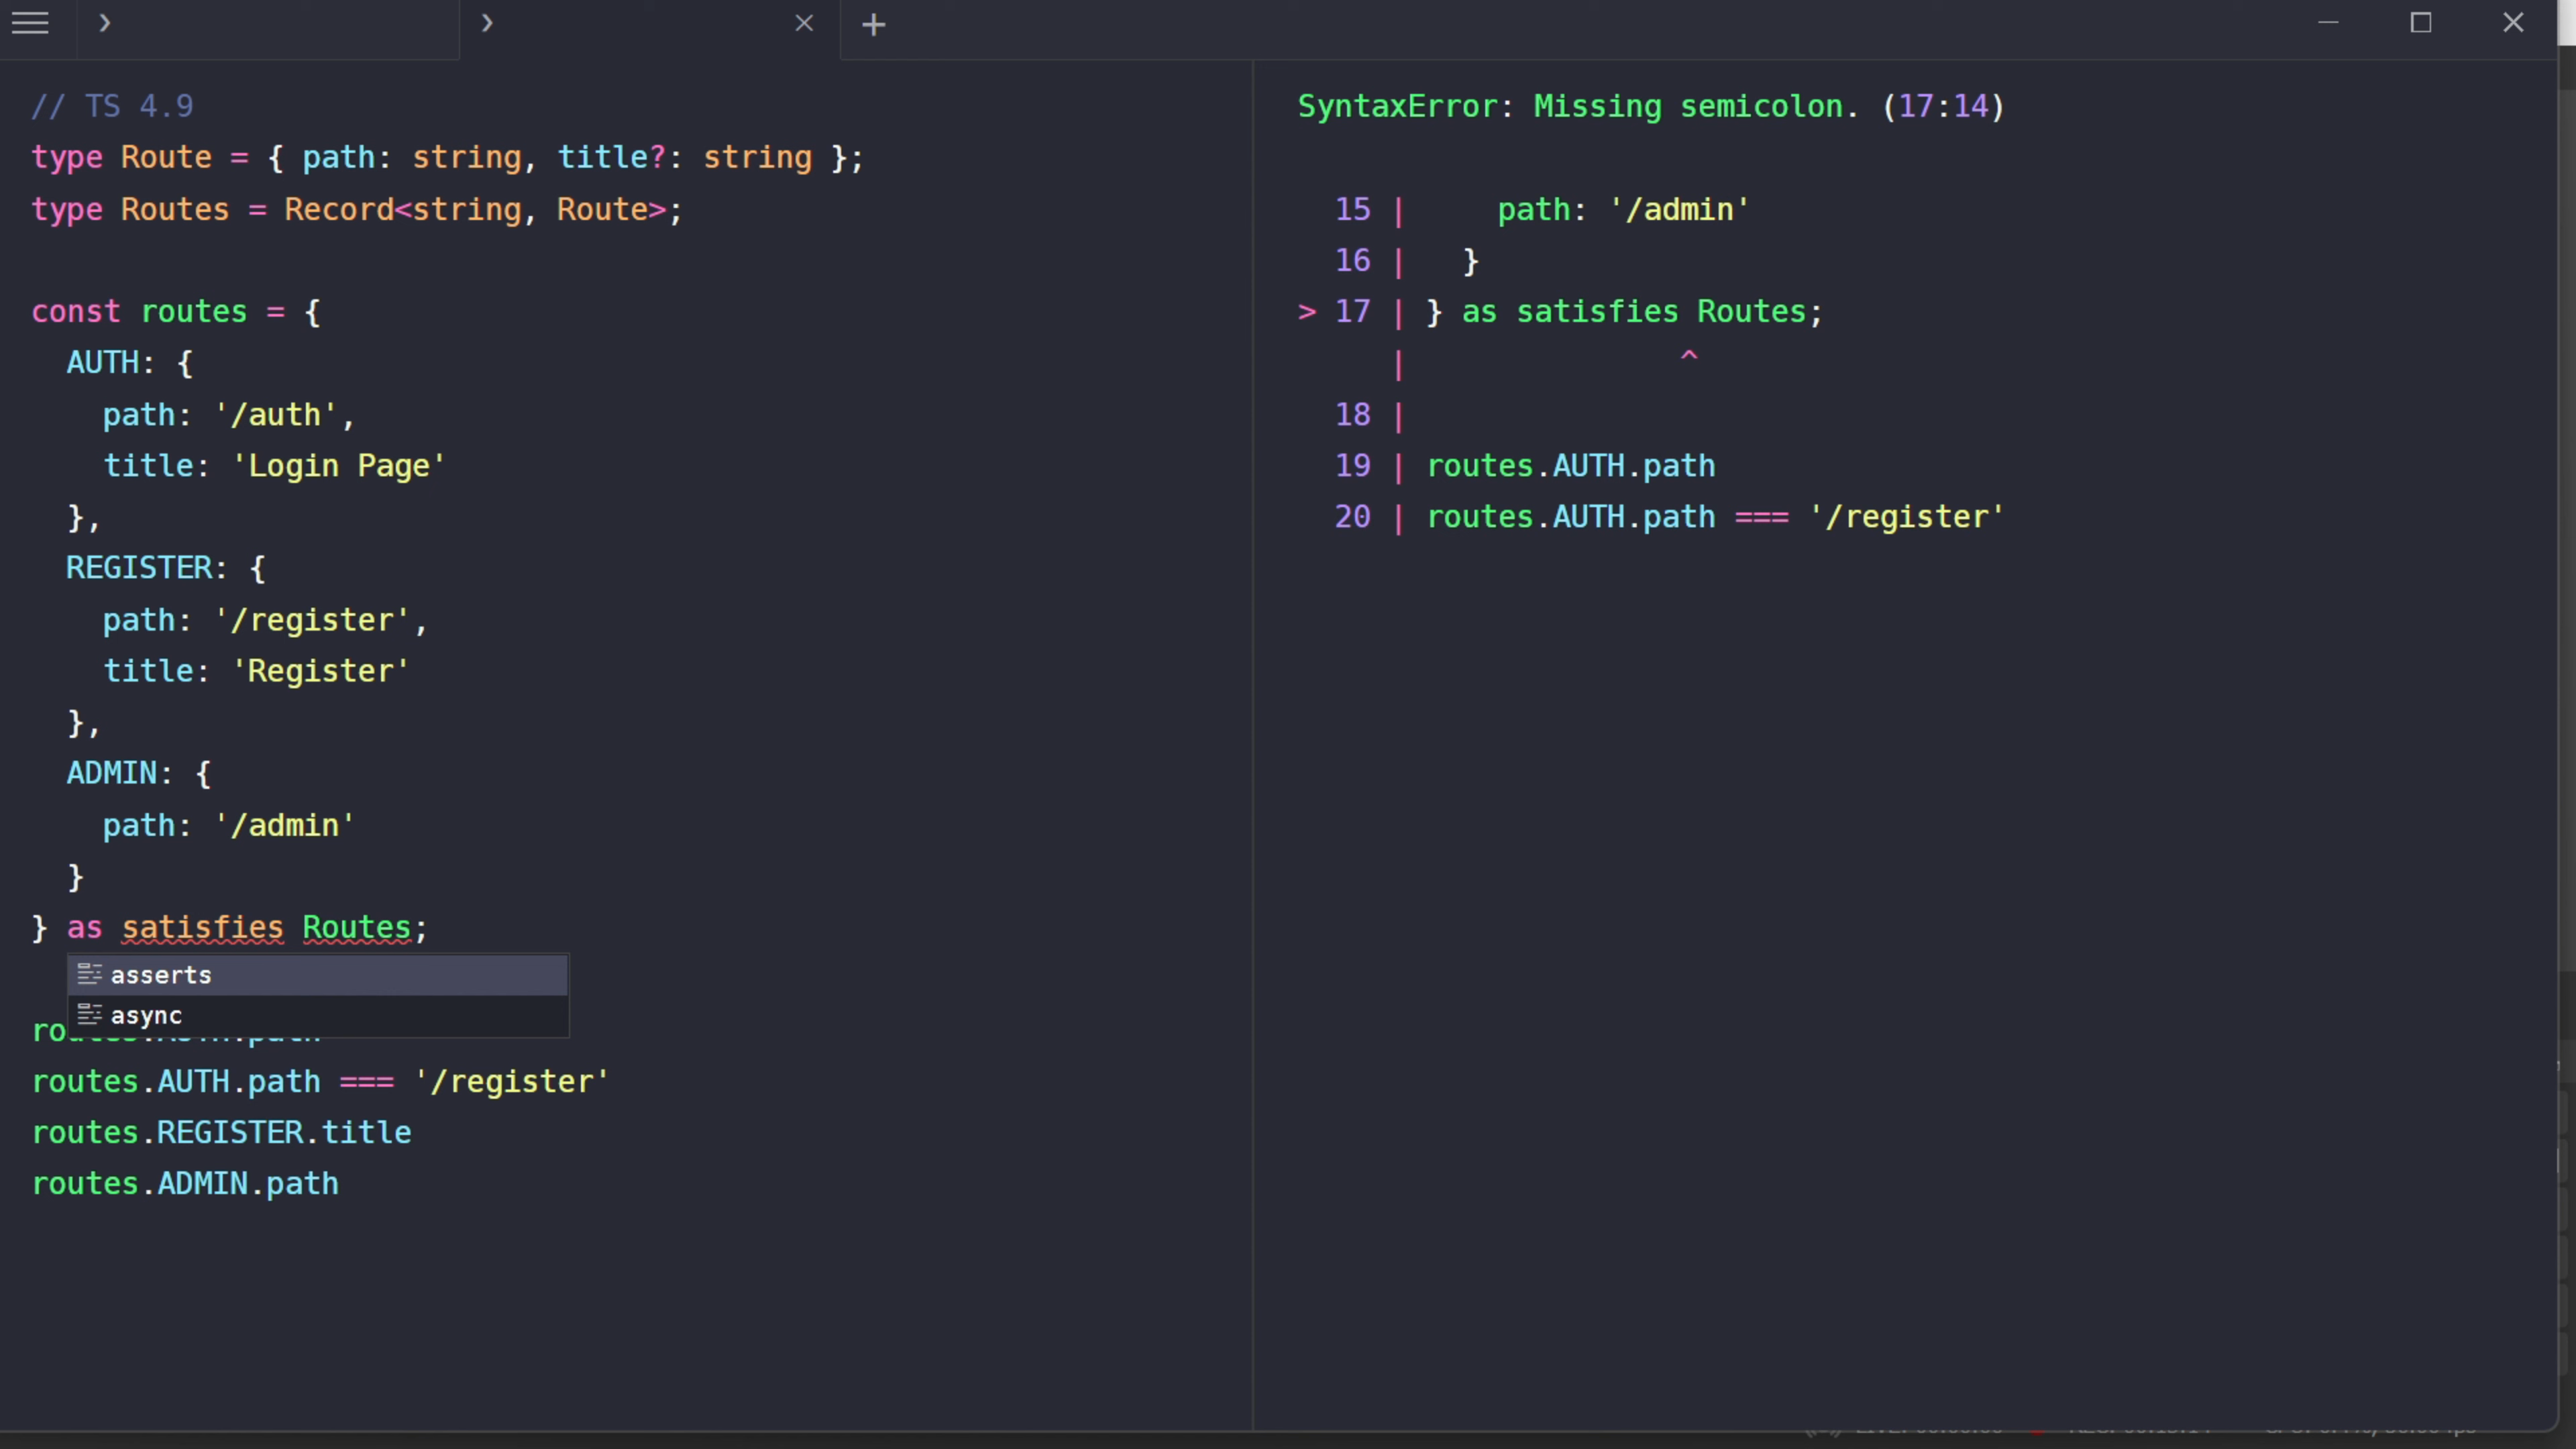 // TS 4.9
type Route = { path: string, title?: string };
type Routes = Record<string, Route>;
const routes = {
  AUTH: {
    path: '/auth',
    title: 'Login Page'
  },
  REGISTER: {
    path: '/register',
    title: 'Register'
  },
  ADMIN: {
    path: '/admin'
  }
} as satisfies Routes;
asserts
async
routes.AUTH.path
routes.AUTH.path === '/register'
routes.REGISTER.title
routes.ADMIN.path
SyntaxError: Missing semicolon. (17:14)
  15 |     path: '/admin'
  16 |   }
> 17 | } as satisfies Routes;
     |               ^
  18 |
  19 | routes.AUTH.path
  20 | routes.AUTH.path === '/register'